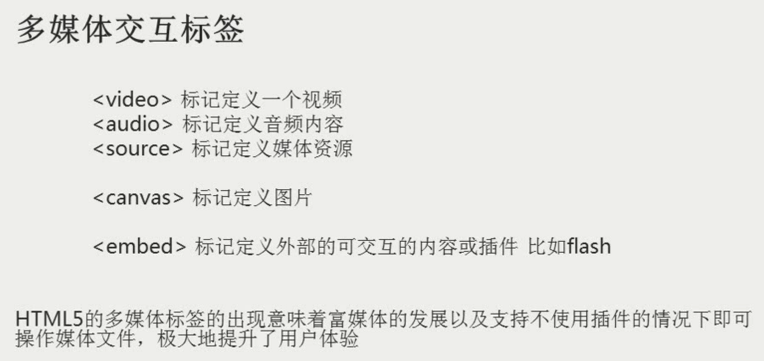 多媒体交互标签
<video> 标记定义一个视频
<audio> 标记定义音频内容
<source> 标记定义媒体资源
<canvas> 标记定义图片
<embed> 标记定义外部的可交互的内容或插件 比如flash
HTML5的多媒体标签的出现意味着富媒体的发展以及支持不使用插件的情况下即可
操作媒体文件，极大地提升了用户体验